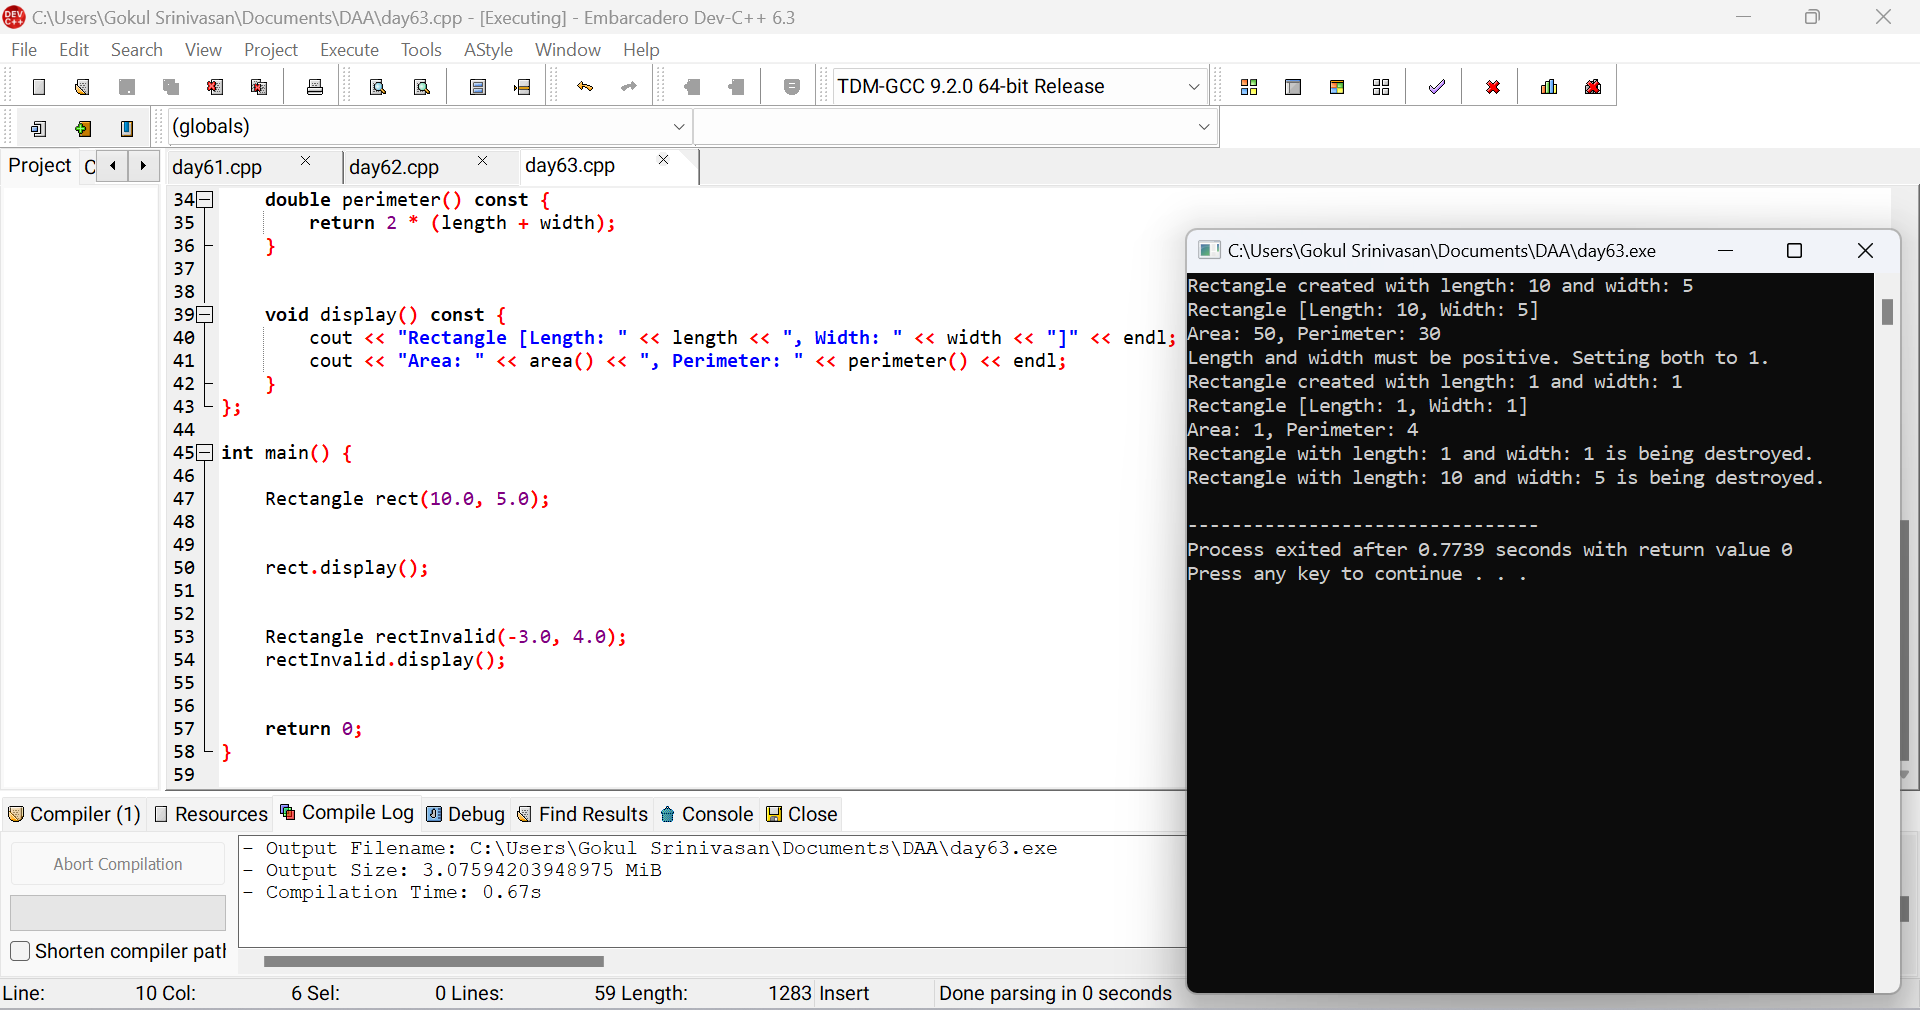 C:\Users\Gokul Srinivasan\Documents\DAA\day63.cpp - [Executing] - Embarcadero Dev-C++ 6.3
File Edit Search View Project Execute Tools AStyle Window Help
TDM-GCC 9.2.0 64-bit Release
(globals)
Project C
day61.cpp day62.cpp day63.cpp
34 double perimeter() const {
35 return 2 * (length + width);
36 }
37
38
39 void display() const {
40 cout << "Rectangle [Length: " << length << ", Width: " << width << "]" << endl;
41 cout << "Area: " << area() << ", Perimeter: " << perimeter() << endl;
42 }
43 };
44
45 int main() {
46
47 Rectangle rect(10.0, 5.0);
48
49
50 rect.display();
51
52
53 Rectangle rectInvalid(-3.0, 4.0);
54 rectInvalid.display();
55
56
57 return 0;
58 }
59
C:\Users\Gokul Srinivasan\Documents\DAA\day63.exe
Rectangle created with length: 10 and width: 5
Rectangle [Length: 10, Width: 5]
Area: 50, Perimeter: 30
Length and width must be positive. Setting both to 1.
Rectangle created with length: 1 and width: 1
Rectangle [Length: 1, Width: 1]
Area: 1, Perimeter: 4
Rectangle with length: 1 and width: 1 is being destroyed.
Rectangle with length: 10 and width: 5 is being destroyed.
--------------------------------
Process exited after 0.7739 seconds with return value 0
Press any key to continue . . .
Compiler (1) Resources Compile Log Debug Find Results Console Close
Abort Compilation
Shorten compiler path
- Output Filename: C:\Users\Gokul Srinivasan\Documents\DAA\day63.exe
- Output Size: 3.07594203948975 MiB
- Compilation Time: 0.67s
Line: 10 Col: 6 Sel: 0 Lines: 59 Length: 1283 Insert Done parsing in 0 seconds